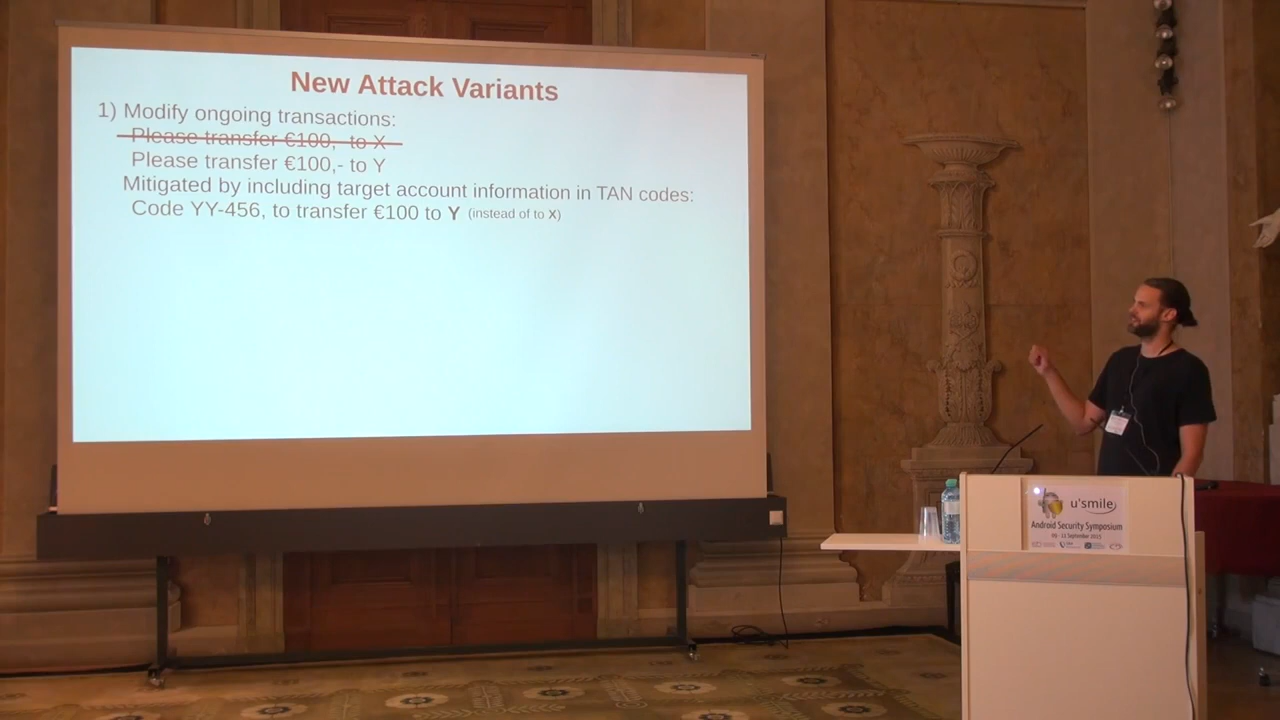 New Attack Variants
1) Modify ongoing transactions:
Please transfer €100,- to X
Please transfer €100,- to Y
Mitigated by including target account information in TAN codes:
Code YY-456, to transfer €100 to Y (instead of to X)
u'smile
Android Security Symposium